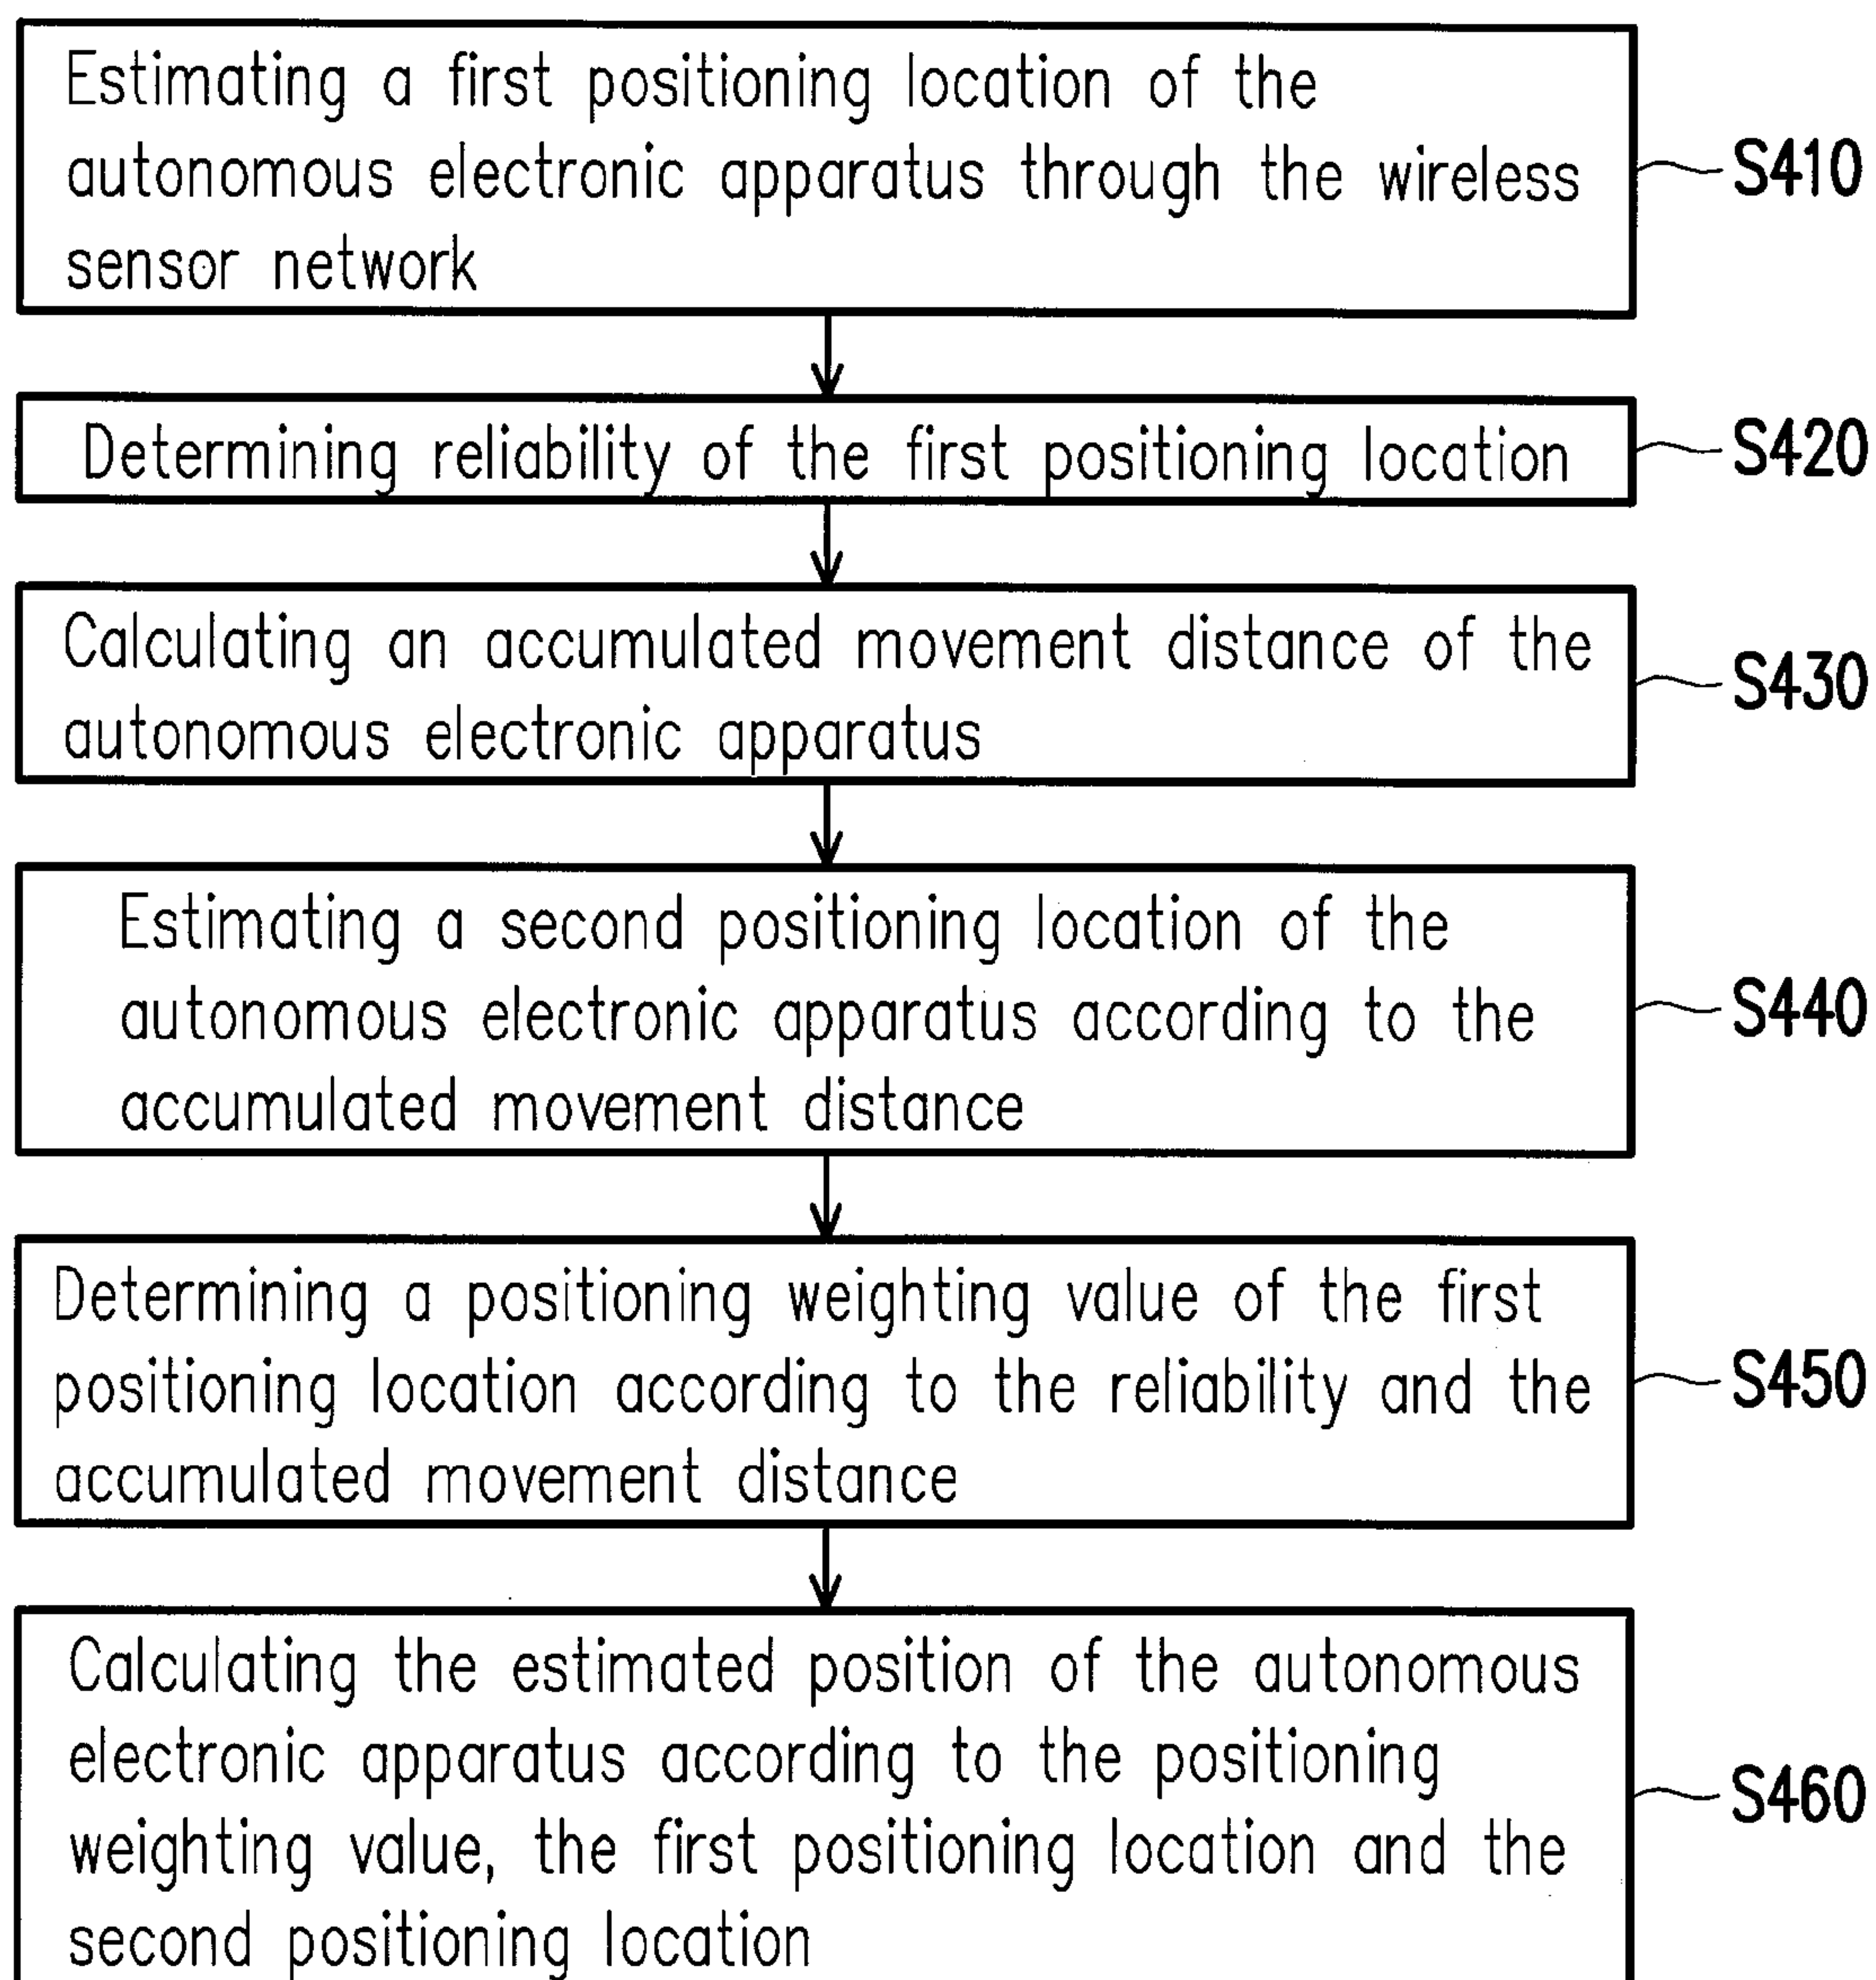 Estimating a first positioning location of the
autonomous electronic apparatus through the wireless
sensor network
S410
Determining reliability of the first positioning location
S420
Calculating an accumulated movement distance of the
autonomous electronic apparatus
S430
Estimating a second positioning location of the
autonomous electronic apparatus according to the
accumulated movement distance
S440
Determining a positioning weighting value of the first
positioning location according to the reliability and the
accumulated movement distance
S450
Calculating the estimated position of the autonomous
electronic apparatus according to the positioning
weighting value, the first positioning location and the
second positioning location
S460